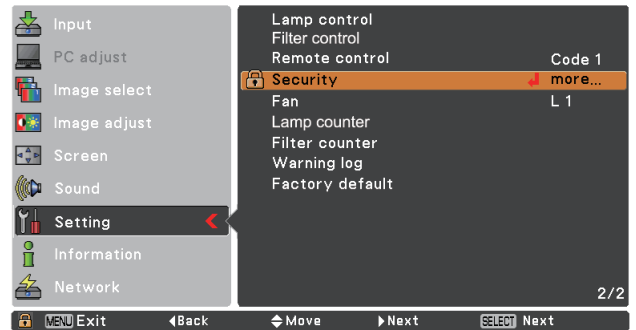 Input
PC adjust
Image select
Image adjust
Screen
Sound
Setting
Information
Network
Lamp control
Filter control
Remote control Code 1
Security more...
Fan L 1
Lamp counter
Filter counter
Warning log
Factory default
2/2
MENU Exit Back Move Next SELECT Next